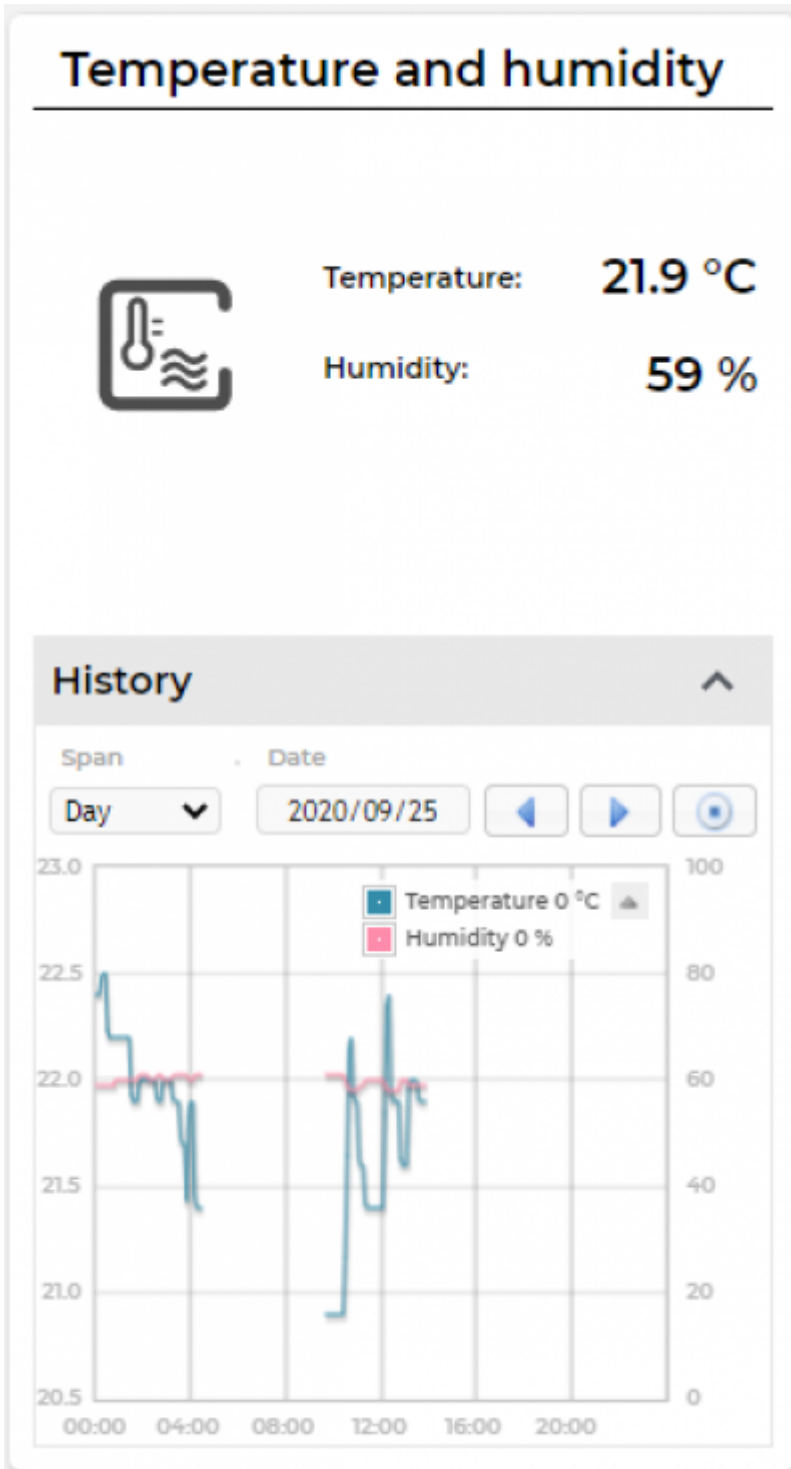 Temperature and humidity
Temperature: 21.9 °C
Humidity: 59 %
History
Span . Date
Day 2020/09/25
Temperature 0 °C
Humidity 0 %
23.0 100
22.5 80
22.0 60
21.5 40
21.0 20
20.5 0
00:00 04:00 08:00 12:00 16:00 20:00